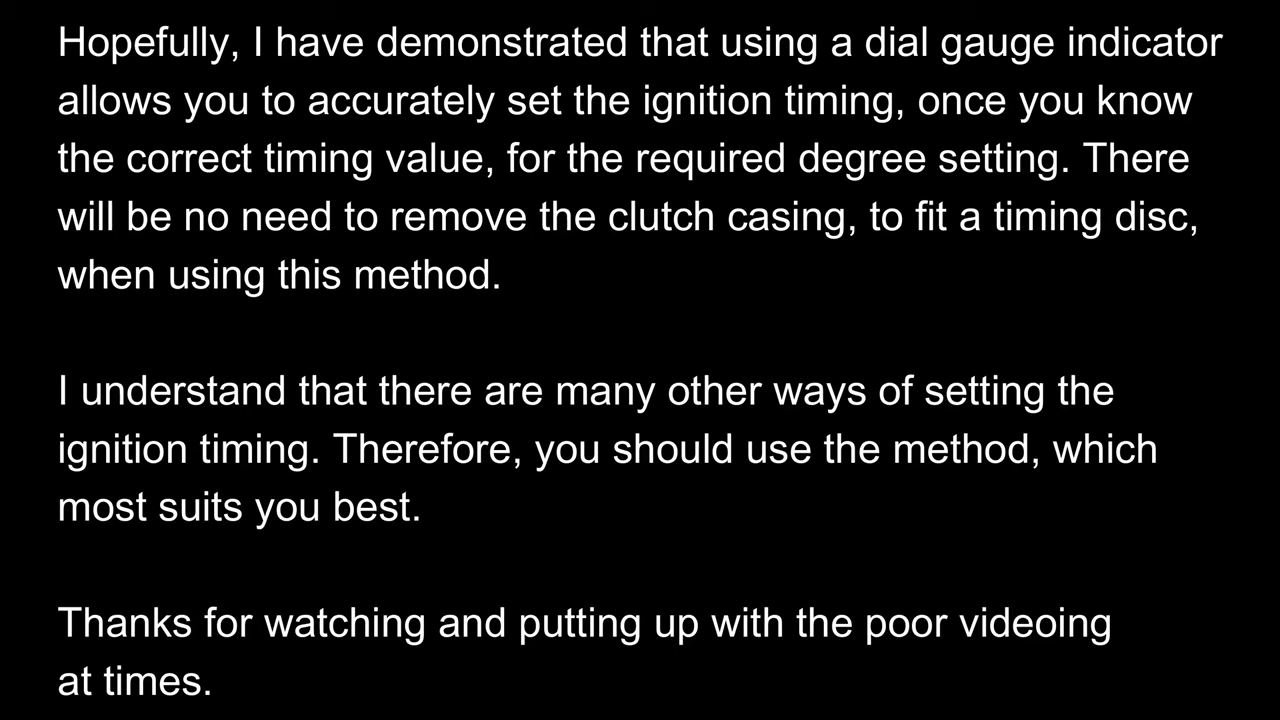 Hopefully, I have demonstrated that using a dial gauge indicator
allows you to accurately set the ignition timing, once you know
the correct timing value, for the required degree setting. There
will be no need to remove the clutch casing, to fit a timing disc,
when using this method.
I understand that there are many other ways of setting the
ignition timing. Therefore, you should use the method, which
most suits you best.
Thanks for watching and putting up with the poor videoing
at times.